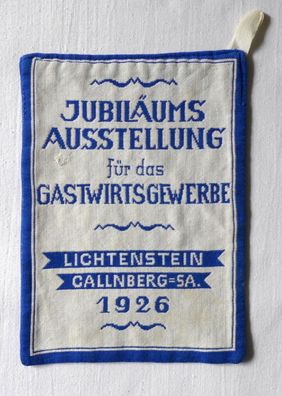 JUBILÄUMS
AUSSTELLUNG
für das
GASTWIRTSGEWERBE
LICHTENSTEIN
CALLNBERG=SA.
1926